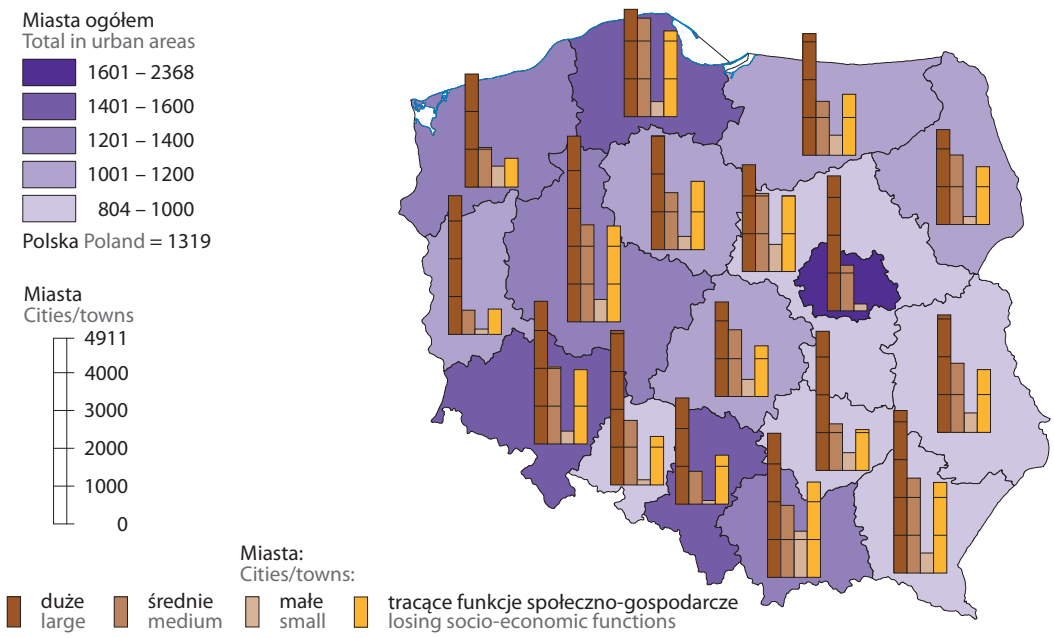 Miasta ogółem
Total in urban areas
1601 – 2368
1401 – 1600
1201 – 1400
1001 – 1200
804 – 1000
Polska Poland = 1319
Miasta
Cities/towns
4911
4000
3000
2000
1000
0
Miasta:
Cities/towns:
duże
large
średnie
medium
małe
small
tracące funkcje społeczno-gospodarcze
losing socio-economic functions